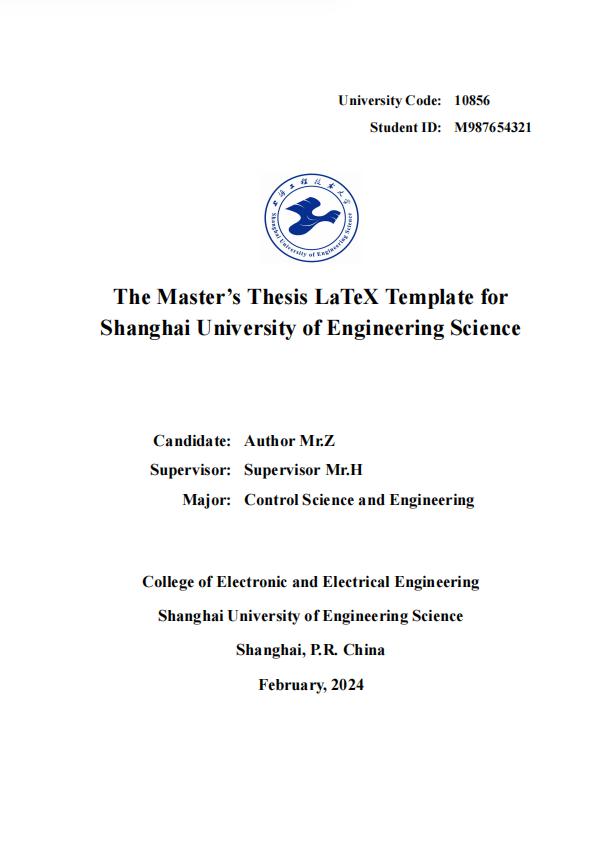 University Code: 10856
Student ID: M987654321
上海工程技术大学
Shanghai University of Engineering Science
The Master’s Thesis LaTeX Template for
Shanghai University of Engineering Science
Candidate: Author Mr.Z
Supervisor: Supervisor Mr.H
Major: Control Science and Engineering
College of Electronic and Electrical Engineering
Shanghai University of Engineering Science
Shanghai, P.R. China
February, 2024